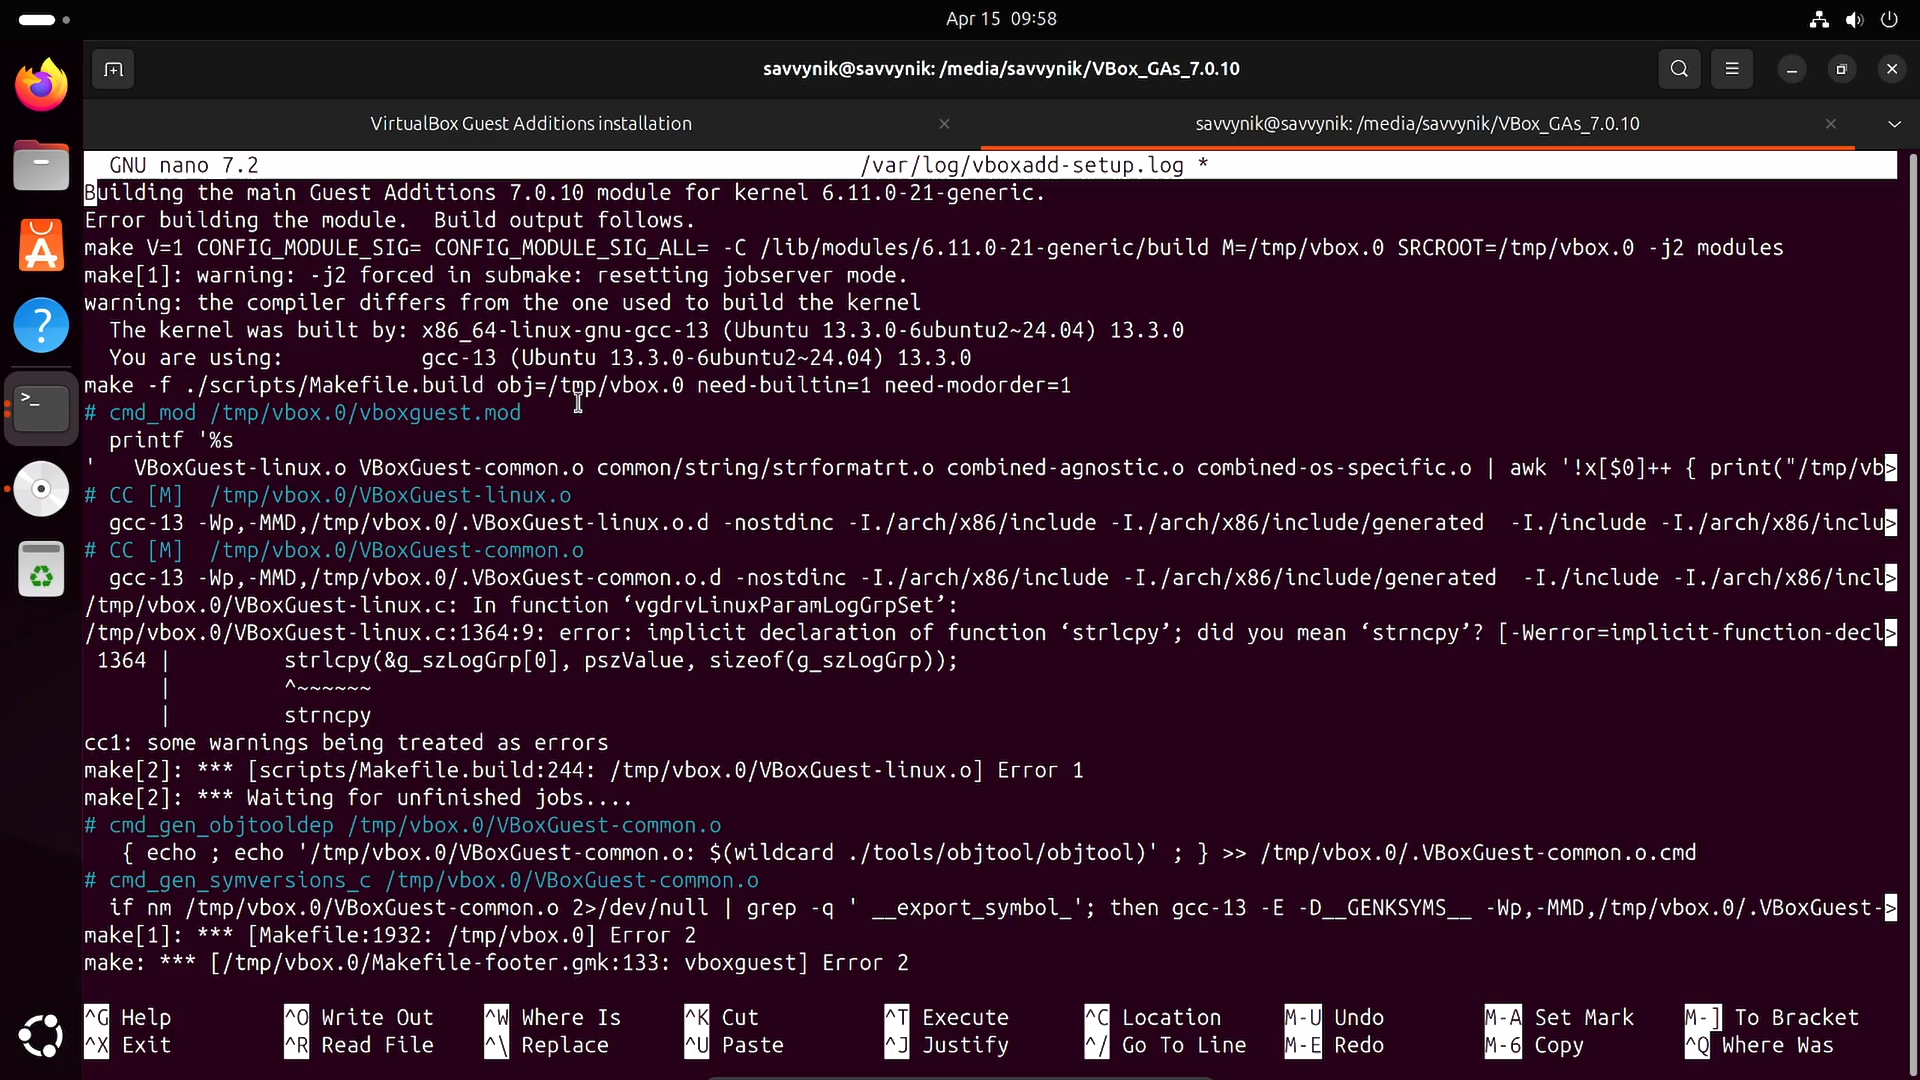 Apr 15 09:58
savvynik@savvynik: /media/savvynik/VBox_GAs_7.0.10
VirtualBox Guest Additions installation
savvynik@savvynik: /media/savvynik/VBox_GAs_7.0.10
GNU nano 7.2 /var/log/vboxadd-setup.log *
Building the main Guest Additions 7.0.10 module for kernel 6.11.0-21-generic.
Error building the module.  Build output follows.
make V=1 CONFIG_MODULE_SIG= CONFIG_MODULE_SIG_ALL= -C /lib/modules/6.11.0-21-generic/build M=/tmp/vbox.0 SRCROOT=/tmp/vbox.0 -j2 modules
make[1]: warning: -j2 forced in submake: resetting jobserver mode.
warning: the compiler differs from the one used to build the kernel
  The kernel was built by: x86_64-linux-gnu-gcc-13 (Ubuntu 13.3.0-6ubuntu2~24.04) 13.3.0
  You are using:           gcc-13 (Ubuntu 13.3.0-6ubuntu2~24.04) 13.3.0
make -f ./scripts/Makefile.build obj=/tmp/vbox.0 need-builtin=1 need-modorder=1
# cmd_mod /tmp/vbox.0/vboxguest.mod
  printf '%s
'   VBoxGuest-linux.o VBoxGuest-common.o common/string/strformatrt.o combined-agnostic.o combined-os-specific.o | awk '!x[$0]++ { print("/tmp/vb>
# CC [M]  /tmp/vbox.0/VBoxGuest-linux.o
  gcc-13 -Wp,-MMD,/tmp/vbox.0/.VBoxGuest-linux.o.d -nostdinc -I./arch/x86/include -I./arch/x86/include/generated  -I./include -I./arch/x86/inclu>
# CC [M]  /tmp/vbox.0/VBoxGuest-common.o
  gcc-13 -Wp,-MMD,/tmp/vbox.0/.VBoxGuest-common.o.d -nostdinc -I./arch/x86/include -I./arch/x86/include/generated  -I./include -I./arch/x86/incl>
/tmp/vbox.0/VBoxGuest-linux.c: In function ‘vgdrvLinuxParamLogGrpSet’:
/tmp/vbox.0/VBoxGuest-linux.c:1364:9: error: implicit declaration of function ‘strlcpy’; did you mean ‘strncpy’? [-Werror=implicit-function-decl>
 1364 |         strlcpy(&g_szLogGrp[0], pszValue, sizeof(g_szLogGrp));
      |         ^~~~~~~
      |         strncpy
cc1: some warnings being treated as errors
make[2]: *** [scripts/Makefile.build:244: /tmp/vbox.0/VBoxGuest-linux.o] Error 1
make[2]: *** Waiting for unfinished jobs....
# cmd_gen_objtooldep /tmp/vbox.0/VBoxGuest-common.o
   { echo ; echo '/tmp/vbox.0/VBoxGuest-common.o: $(wildcard ./tools/objtool/objtool)' ; } >> /tmp/vbox.0/.VBoxGuest-common.o.cmd
# cmd_gen_symversions_c /tmp/vbox.0/VBoxGuest-common.o
  if nm /tmp/vbox.0/VBoxGuest-common.o 2>/dev/null | grep -q ' __export_symbol_'; then gcc-13 -E -D__GENKSYMS__ -Wp,-MMD,/tmp/vbox.0/.VBoxGuest->
make[1]: *** [Makefile:1932: /tmp/vbox.0] Error 2
make: *** [/tmp/vbox.0/Makefile-footer.gmk:133: vboxguest] Error 2
^G Help ^O Write Out ^W Where Is ^K Cut ^T Execute ^C Location M-U Undo M-A Set Mark M-] To Bracket
^X Exit ^R Read File ^\ Replace ^U Paste ^J Justify ^/ Go To Line M-E Redo M-6 Copy ^Q Where Was